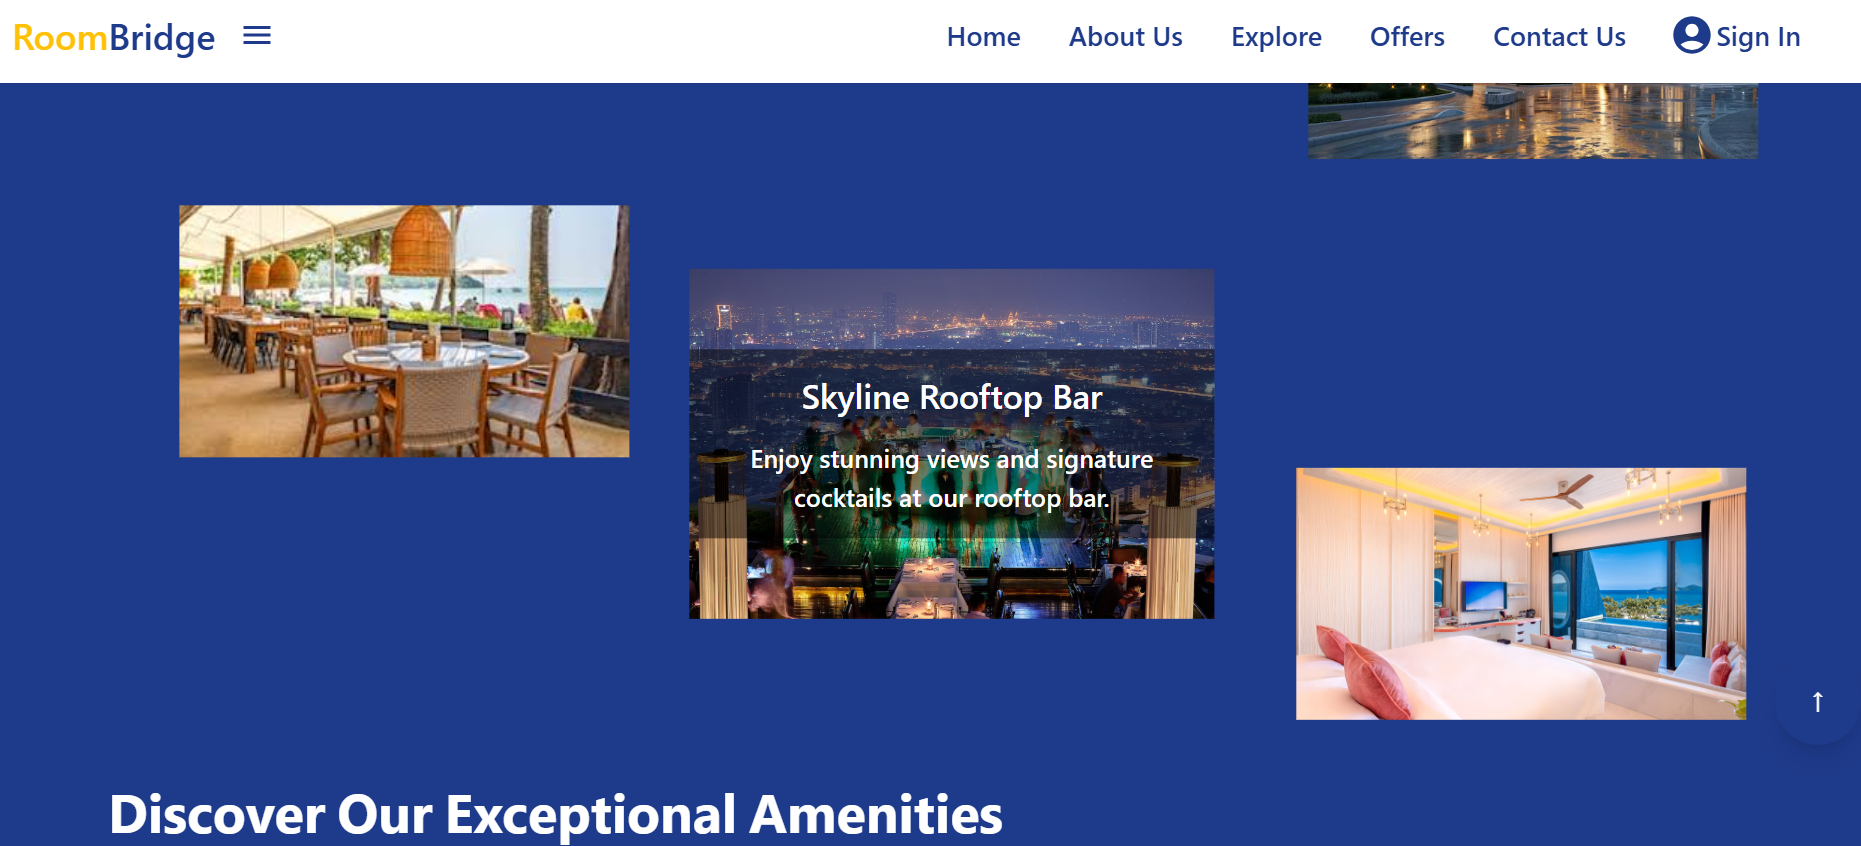 RoomBridge
Home
About Us
Explore
Offers
Contact Us
Sign In
Skyline Rooftop Bar
Enjoy stunning views and signature
cocktails at our rooftop bar.
↑
Discover Our Exceptional Amenities